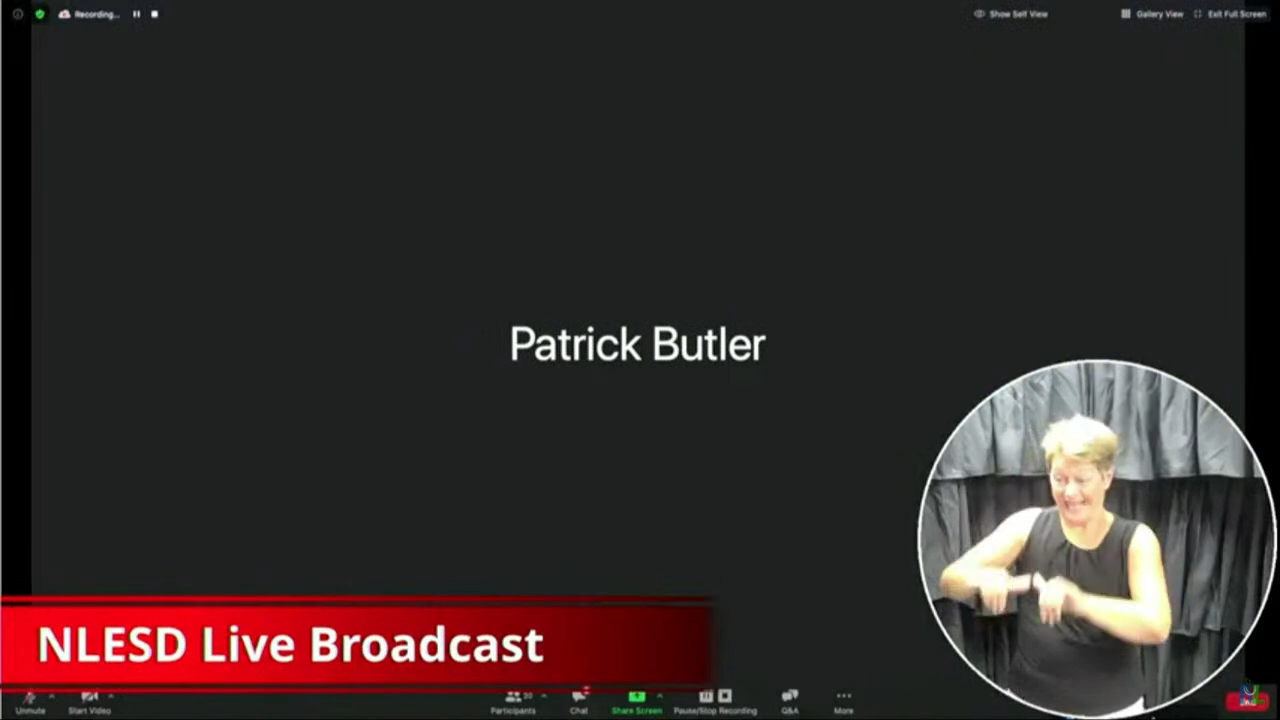 Recording...
Show Self View
Gallery View
Exit Full Screen
Patrick Butler
NLESD Live Broadcast
Unmute
Start Video
Participants
Chat
Share Screen
Pause/Stop Recording
Q&A
More